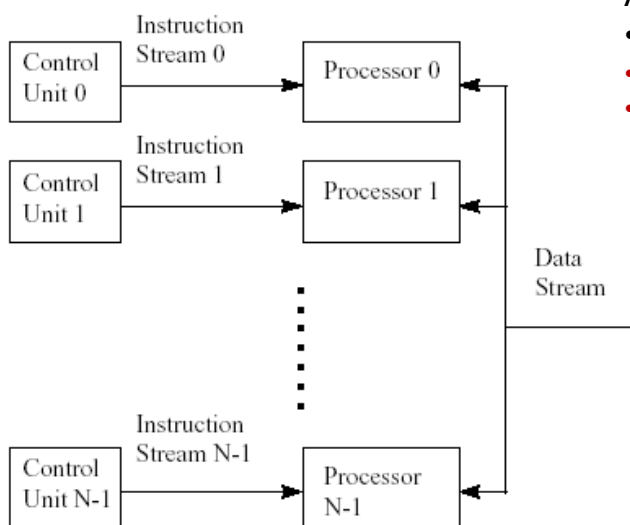 Instruction
Stream 0
Control
Unit 0
Processor 0
Instruction
Stream 1
Control
Unit 1
Processor 1
Data
Stream
Instruction
Stream N-1
Control
Unit N-1
Processor
N-1